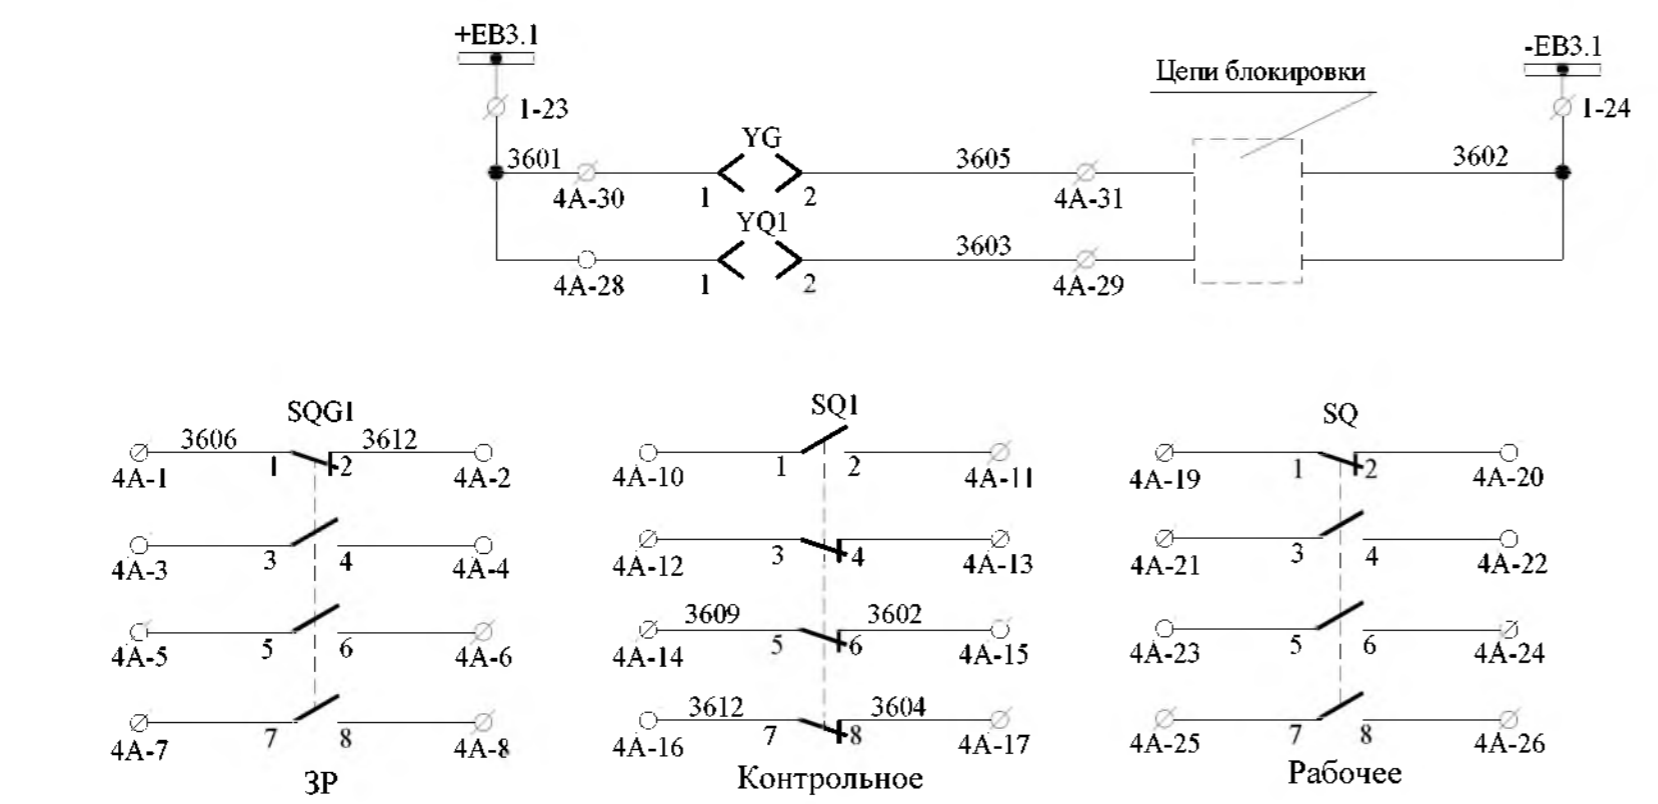 +EB3.1
-EB3.1
Цепи блокировки
1-23
1-24
YG
3601
3605
3602
4A-30
1
2
4A-31
YQ1
3603
4A-28
1
2
4A-29
SQG1
SQ1
SQ
3606
3612
4A-1
1
2
4A-2
4A-10
1
2
4A-11
4A-19
1
2
4A-20
4A-3
3
4
4A-4
4A-12
3
4
4A-13
4A-21
3
4
4A-22
3609
3602
4A-5
5
6
4A-6
4A-14
5
6
4A-15
4A-23
5
6
4A-24
3612
3604
4A-7
7
8
4A-8
4A-16
7
8
4A-17
4A-25
7
8
4A-26
ЗР
Контрольное
Рабочее